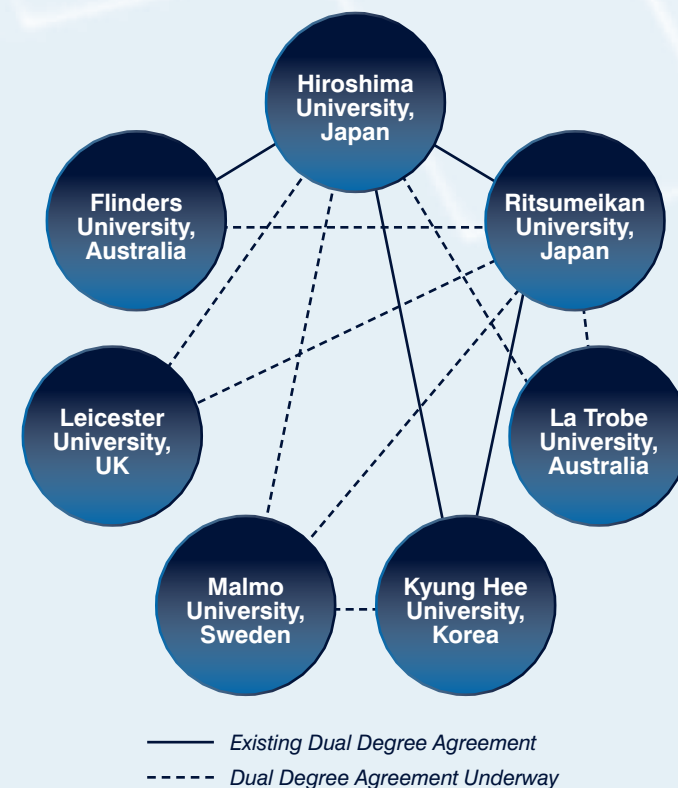 Hiroshima
University,
Japan
Flinders
University,
Australia
Ritsumeikan
University,
Japan
Leicester
University,
UK
La Trobe
University,
Australia
Malmo
University,
Sweden
Kyung Hee
University,
Korea
Existing Dual Degree Agreement
Dual Degree Agreement Underway